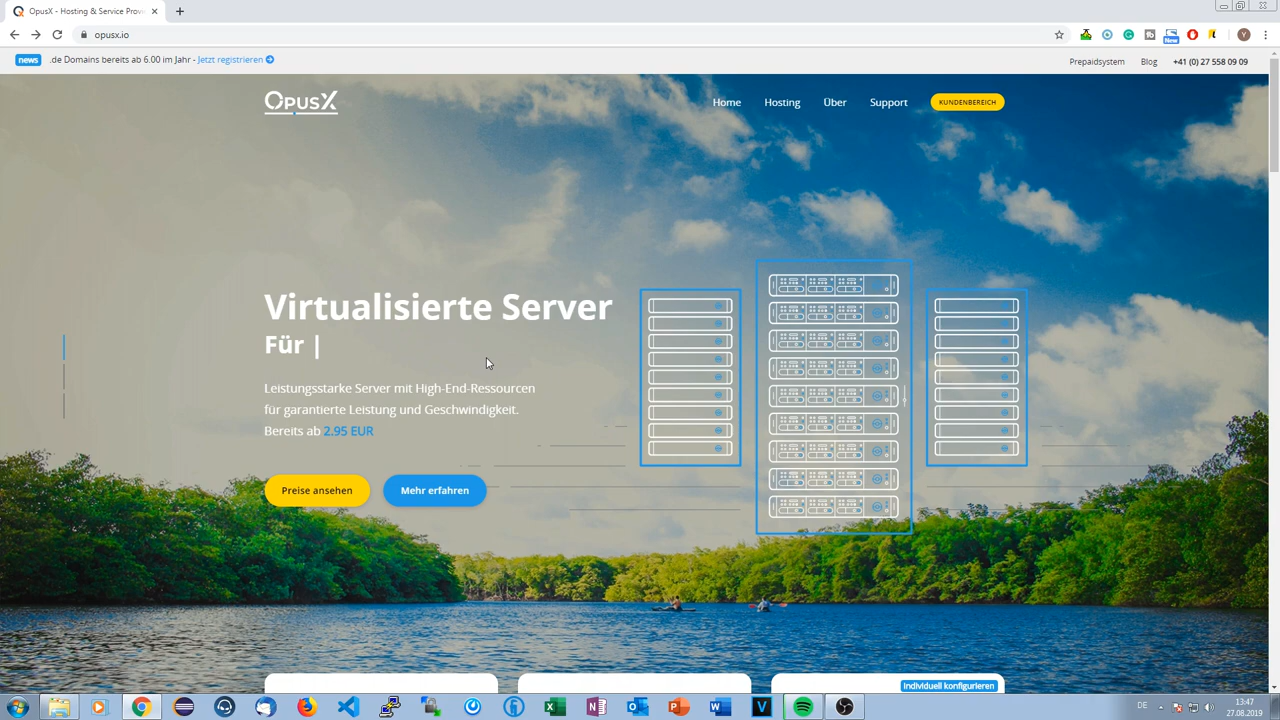 OpusX - Hosting & Service Provi
opusx.io
New
Y
news .de Domains bereits ab 6.00 im Jahr - Jetzt registrieren
Prepaidsystem Blog +41 (0) 27 558 09 09
OpusX
Home Hosting Über Support KUNDENBEREICH
Virtualisierte Server
Für |
Leistungsstarke Server mit High-End-Ressourcen
für garantierte Leistung und Geschwindigkeit.
Bereits ab 2.95 EUR
Preise ansehen Mehr erfahren
Individuell konfigurieren
DE
13:47
27.08.2019